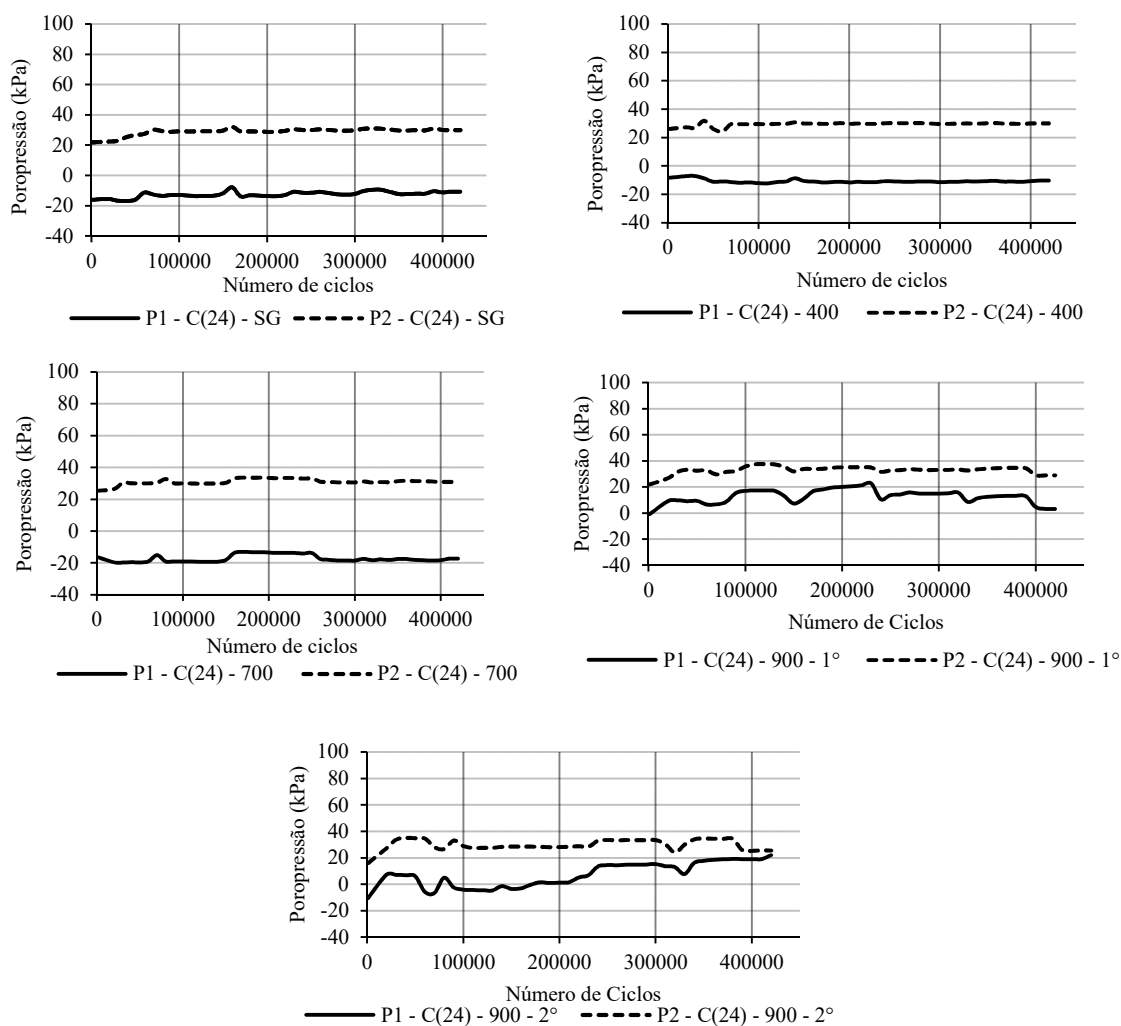 Poropressão (kPa)
100
80
60
40
20
0
-20
-40
0 100000 200000 300000 400000
Número de ciclos
P1 - C(24) - SG P2 - C(24) - SG
Poropressão (kPa)
100
80
60
40
20
0
-20
-40
0 100000 200000 300000 400000
Número de ciclos
P1 - C(24) - 400 P2 - C(24) - 400
Poropressão (kPa)
100
80
60
40
20
0
-20
-40
0 100000 200000 300000 400000
Número de ciclos
P1 - C(24) - 700 P2 - C(24) - 700
Poropressão (kPa)
100
80
60
40
20
0
-20
-40
0 100000 200000 300000 400000
Número de Ciclos
P1 - C(24) - 900 - 1° P2 - C(24) - 900 - 1°
Poropressão (kPa)
100
80
60
40
20
0
-20
-40
0 100000 200000 300000 400000
Número de Ciclos
P1 - C(24) - 900 - 2° P2 - C(24) - 900 - 2°